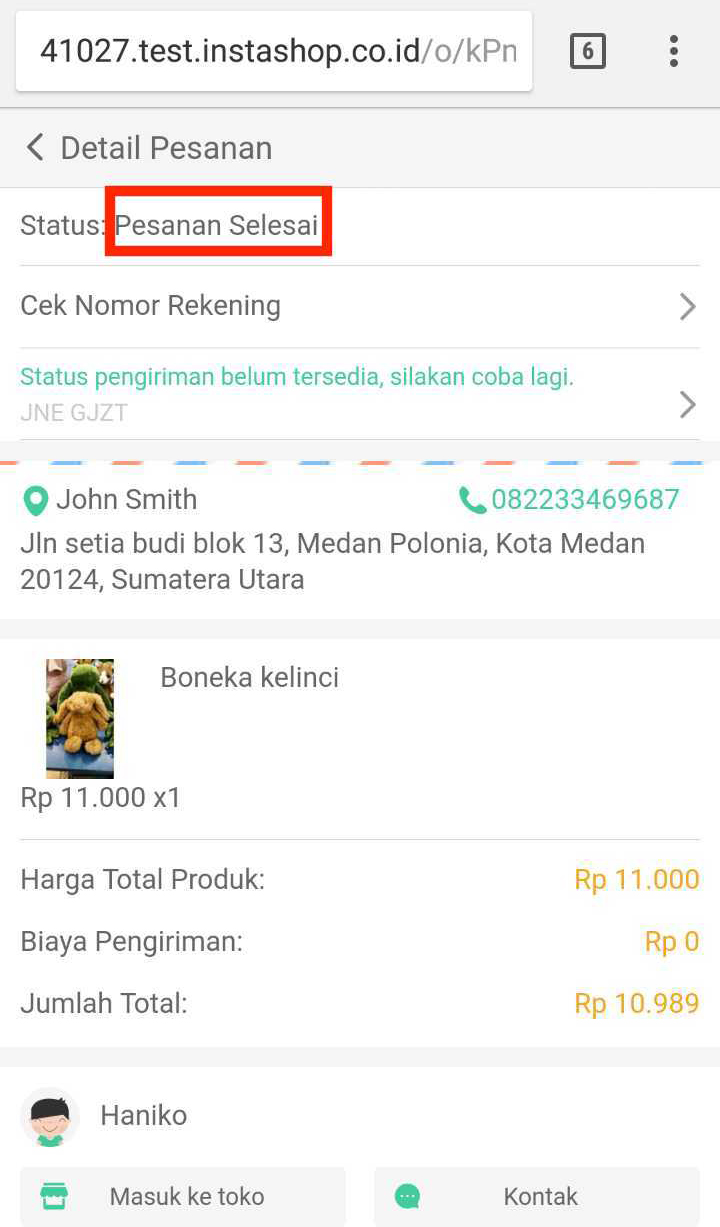 41027.test.instashop.co.id/o/kPn
6
Detail Pesanan
Status: Pesanan Selesai
Cek Nomor Rekening
Status pengiriman belum tersedia, silakan coba lagi.
JNE GJZT
John Smith 082233469687
Jln setia budi blok 13, Medan Polonia, Kota Medan
20124, Sumatera Utara
Boneka kelinci
Rp 11.000 x1
Harga Total Produk: Rp 11.000
Biaya Pengiriman: Rp 0
Jumlah Total: Rp 10.989
Haniko
Masuk ke toko Kontak